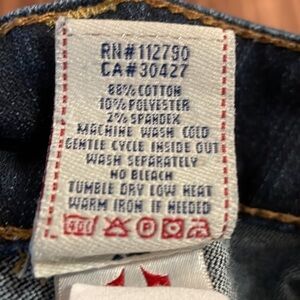 RN#112790
CA#30427
88% COTTON
10% POLYESTER
2% SPANDEX
MACHINE WASH COLD
GENTLE CYCLE INSIDE OUT
WASH SEPARATELY
NO BLEACH
TUMBLE DRY LOW HEAT
WARM IRON IF NEEDED